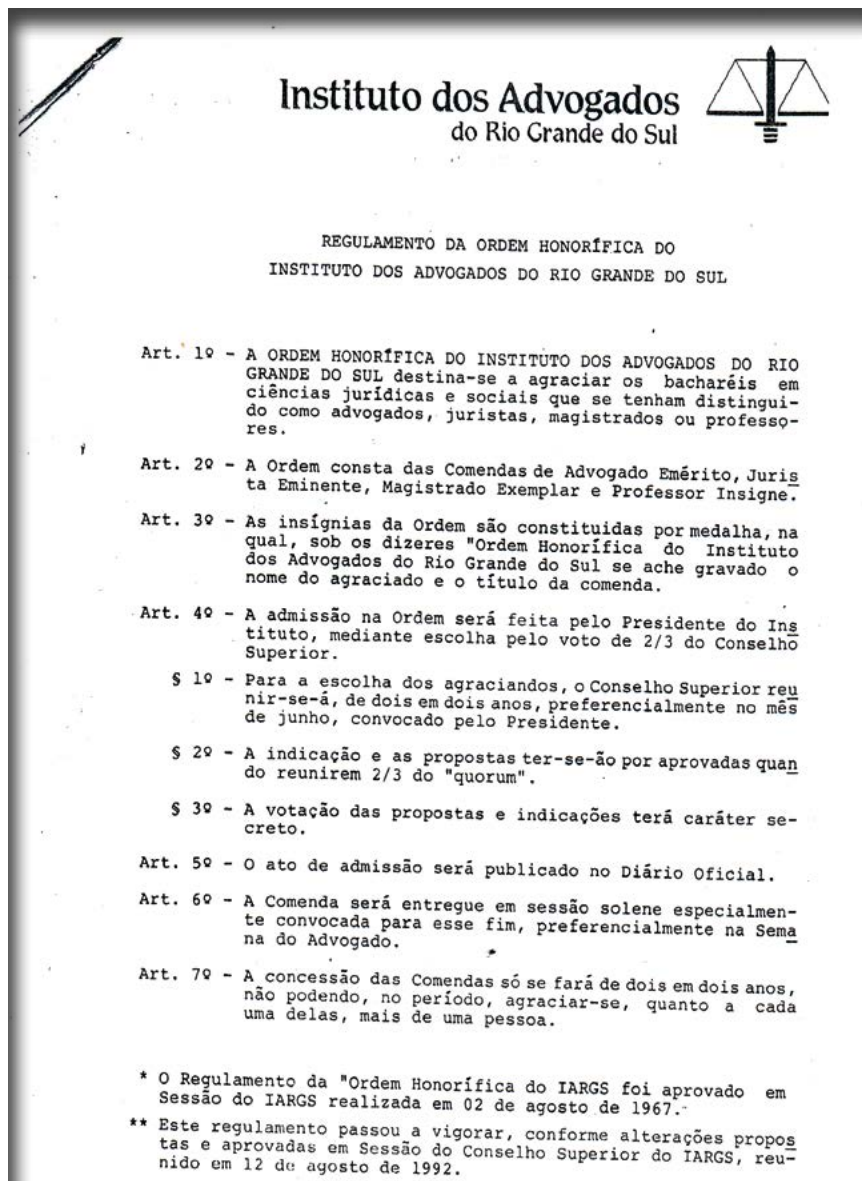 Instituto dos Advogados
do Rio Grande do Sul
REGULAMENTO DA ORDEM HONORÍFICA DO
INSTITUTO DOS ADVOGADOS DO RIO GRANDE DO SUL
Art. 1º - A ORDEM HONORÍFICA DO INSTITUTO DOS ADVOGADOS DO RIO
GRANDE DO SUL destina-se a agraciar os bacharéis em
ciências jurídicas e sociais que se tenham distingui-
do como advogados, juristas, magistrados ou professo-
res.
Art. 2º - A Ordem consta das Comendas de Advogado Emérito, Juris
ta Eminente, Magistrado Exemplar e Professor Insigne.
Art. 3º - As insígnias da Ordem são constituidas por medalha, na
qual, sob os dizeres "Ordem Honorífica do Instituto
dos Advogados do Rio Grande do Sul se ache gravado o
nome do agraciado e o título da comenda.
Art. 4º - A admissão na Ordem será feita pelo Presidente do Ins
tituto, mediante escolha pelo voto de 2/3 do Conselho
Superior.
§ 1º - Para a escolha dos agraciandos, o Conselho Superior reu
nir-se-á, de dois em dois anos, preferencialmente no mês
de junho, convocado pelo Presidente.
§ 2º - A indicação e as propostas ter-se-ão por aprovadas quan
do reunirem 2/3 do "quorum".
§ 3º - A votação das propostas e indicações terá caráter se-
creto.
Art. 5º - O ato de admissão será publicado no Diário Oficial.
Art. 6º - A Comenda será entregue em sessão solene especialmen-
te convocada para esse fim, preferencialmente na Sema
na do Advogado.
Art. 7º - A concessão das Comendas só se fará de dois em dois anos,
não podendo, no período, agraciar-se, quanto a cada
uma delas, mais de uma pessoa.
* O Regulamento da "Ordem Honorífica do IARGS foi aprovado em
Sessão do IARGS realizada em 02 de agosto de 1967.
** Este regulamento passou a vigorar, conforme alterações propos
tas e aprovadas em Sessão do Conselho Superior do IARGS, reu-
nido em 12 de agosto de 1992.